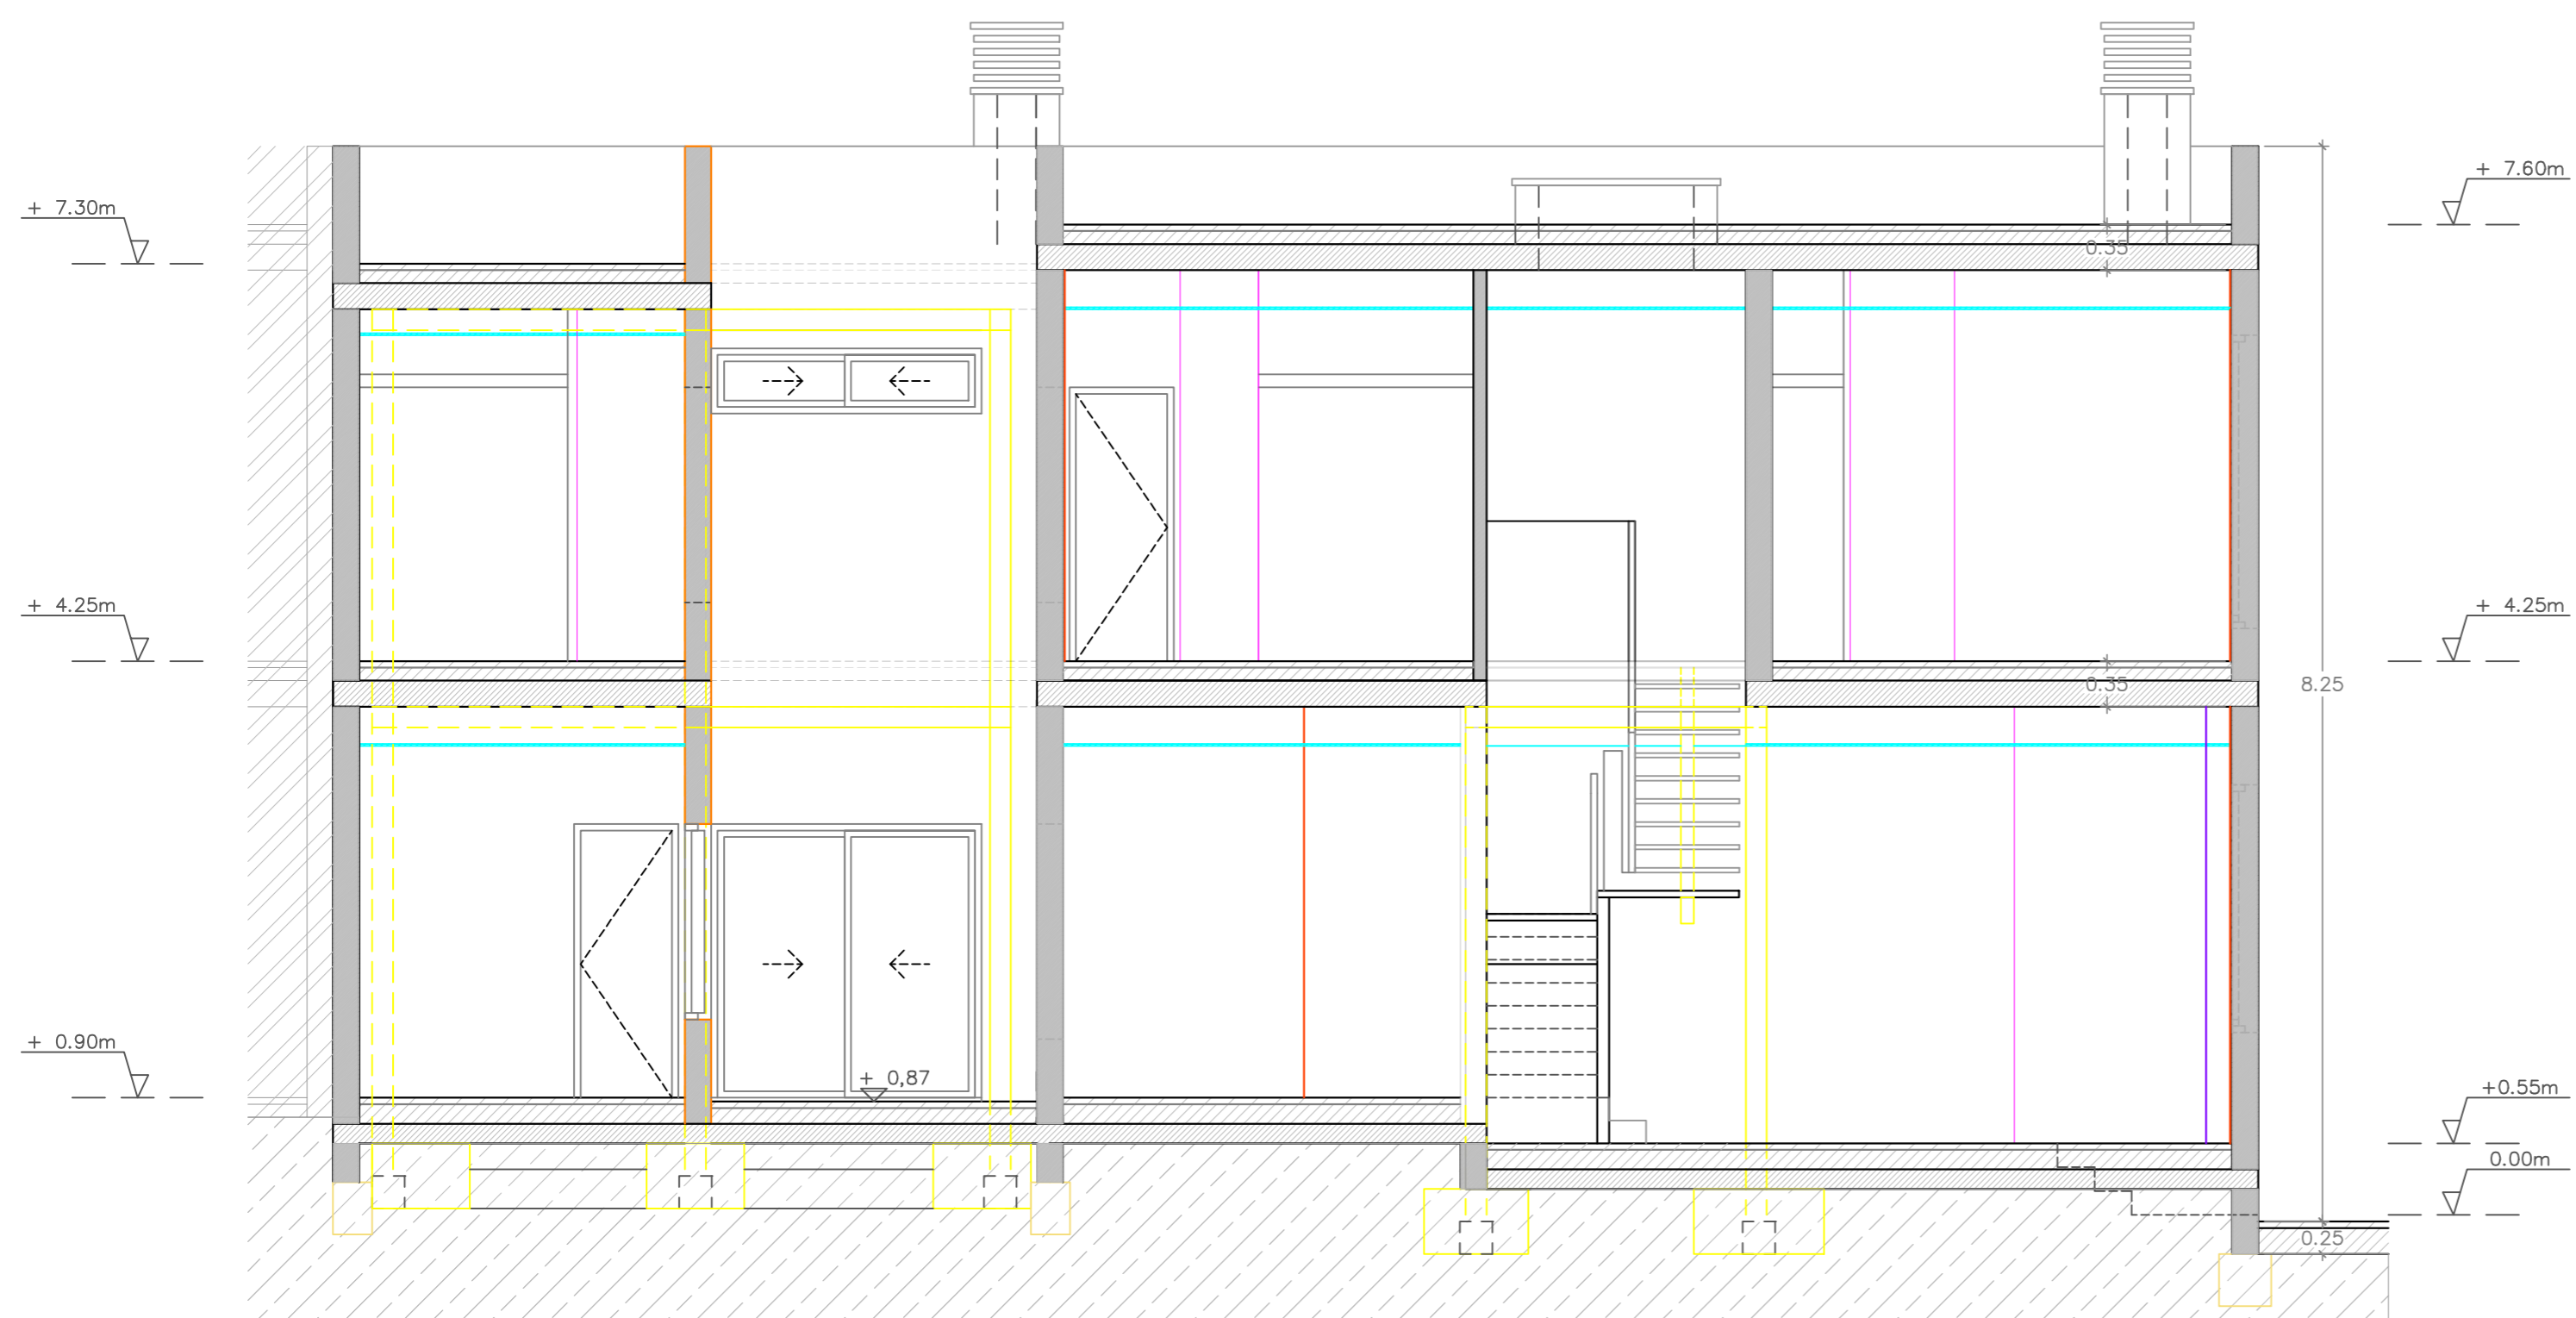 + 7.60m
+ 7.30m
0.35
+ 4.25m
+ 4.25m
0.35
8.25
+ 0.90m
+ 0,87
+0.55m
0.00m
0.25